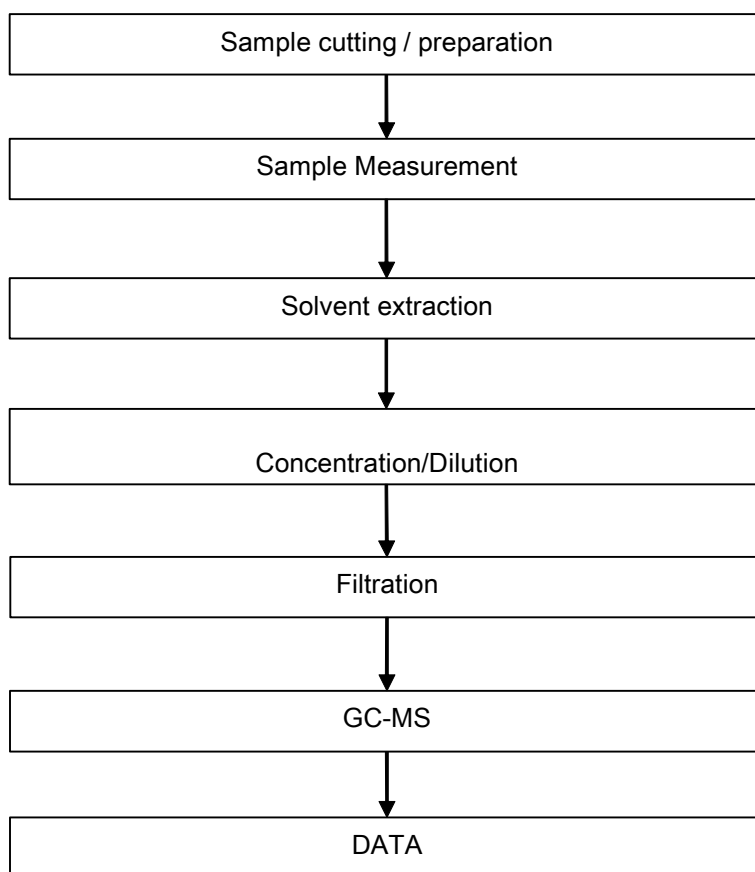 Sample cutting / preparation
Sample Measurement
Solvent extraction
Concentration/Dilution
Filtration
GC-MS
DATA